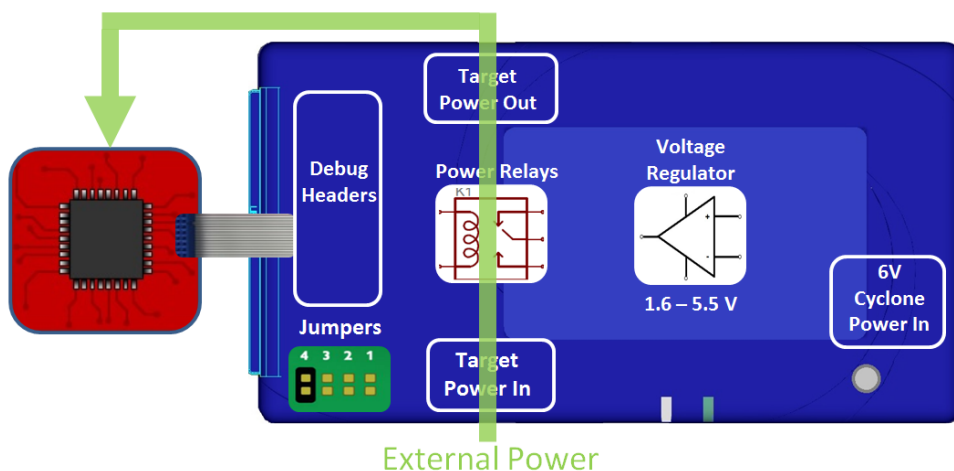 Target
Power Out
Debug
Headers
Power Relays
K1
Voltage
Regulator
1.6 – 5.5 V
6V
Cyclone
Power In
Jumpers
4 3 2 1
Target
Power In
External Power